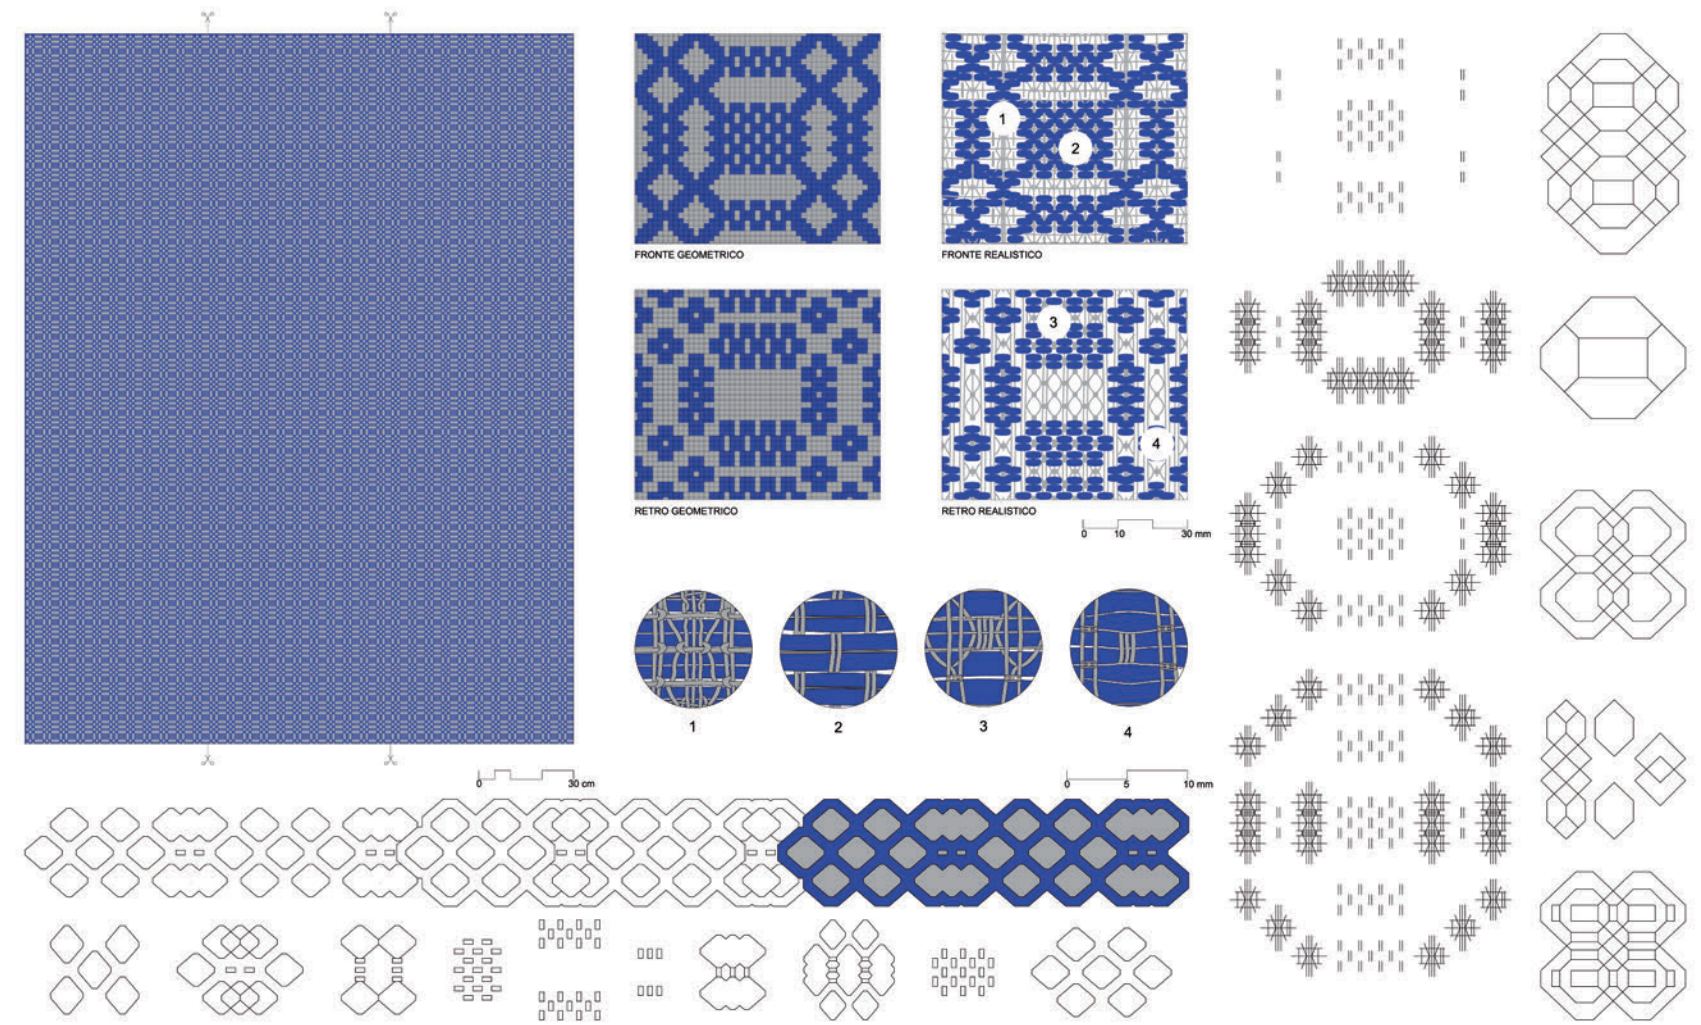 FRONTE GEOMETRICO
FRONTE REALISTICO
1
2
RETRO GEOMETRICO
RETRO REALISTICO
3
4
0 10 30 mm
1
2
3
4
0 30 cm
0 5 10 mm